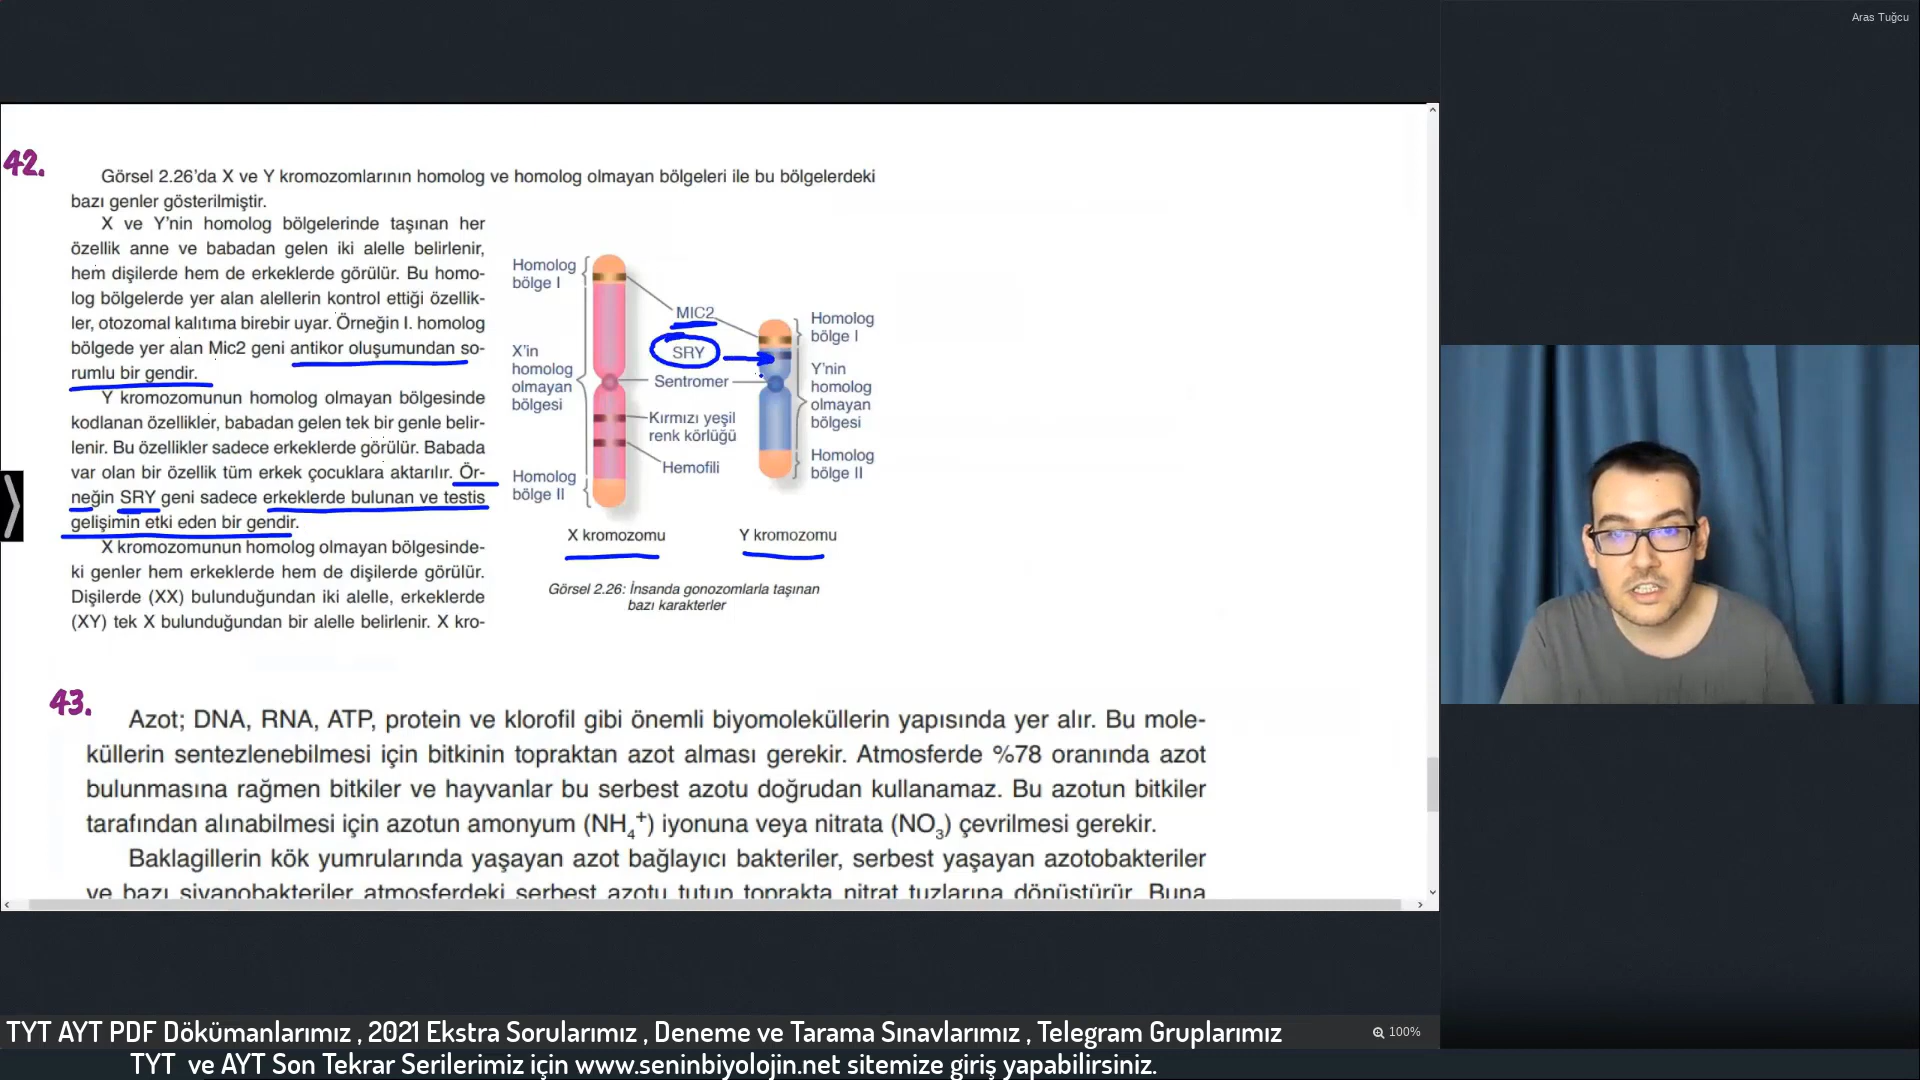 Aras Tuğcu
42.
Görsel 2.26'da X ve Y kromozomlarının homolog ve homolog olmayan bölgeleri ile bu bölgelerdeki
bazı genler gösterilmiştir.
X ve Y'nin homolog bölgelerinde taşınan her
özellik anne ve babadan gelen iki alelle belirlenir,
hem dişilerde hem de erkeklerde görülür. Bu homo-
log bölgelerde yer alan alellerin kontrol ettiği özellik-
ler, otozomal kalıtıma birebir uyar. Örneğin I. homolog
bölgede yer alan Mic2 geni antikor oluşumundan so-
rumlu bir gendir.
Y kromozomunun homolog olmayan bölgesinde
kodlanan özellikler, babadan gelen tek bir genle belir-
lenir. Bu özellikler sadece erkeklerde görülür. Babada
var olan bir özellik tüm erkek çocuklara aktarılır. Ör-
neğin SRY geni sadece erkeklerde bulunan ve testis
gelişimin etki eden bir gendir.
X kromozomunun homolog olmayan bölgesinde-
ki genler hem erkeklerde hem de dişilerde görülür.
Dişilerde (XX) bulunduğundan iki alelle, erkeklerde
(XY) tek X bulunduğundan bir alelle belirlenir. X kro-
Homolog
bölge I
X'in
homolog
olmayan
bölgesi
Homolog
bölge II
MIC2
SRY
Sentromer
Kırmızı yeşil
renk körlüğü
Hemofili
Homolog
bölge I
Y'nin
homolog
olmayan
bölgesi
Homolog
bölge II
X kromozomu
Y kromozomu
Görsel 2.26: İnsanda gonozomlarla taşınan
bazı karakterler
43.
Azot; DNA, RNA, ATP, protein ve klorofil gibi önemli biyomoleküllerin yapısında yer alır. Bu mole-
küllerin sentezlenebilmesi için bitkinin topraktan azot alması gerekir. Atmosferde %78 oranında azot
bulunmasına rağmen bitkiler ve hayvanlar bu serbest azotu doğrudan kullanamaz. Bu azotun bitkiler
tarafından alınabilmesi için azotun amonyum (NH₄⁺) iyonuna veya nitrata (NO₃) çevrilmesi gerekir.
Baklagillerin kök yumrularında yaşayan azot bağlayıcı bakteriler, serbest yaşayan azotobakteriler
ve bazı siyanobakteriler atmosferdeki serbest azotu tutup toprakta nitrat tuzlarına dönüştürür. Buna
100%
TYT AYT PDF Dökümanlarımız , 2021 Ekstra Sorularımız , Deneme ve Tarama Sınavlarımız , Telegram Gruplarımız
TYT ve AYT Son Tekrar Serilerimiz için www.seninbiyolojin.net sitemize giriş yapabilirsiniz.